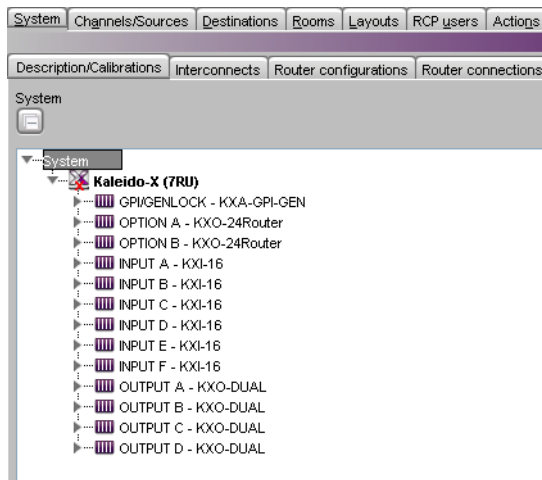 System Channels/Sources Destinations Rooms Layouts RCP users Actions
Description/Calibrations Interconnects Router configurations Router connections
System
System
Kaleido-X (7RU)
GPI/GENLOCK - KXA-GPI-GEN
OPTION A - KXO-24Router
OPTION B - KXO-24Router
INPUT A - KXI-16
INPUT B - KXI-16
INPUT C - KXI-16
INPUT D - KXI-16
INPUT E - KXI-16
INPUT F - KXI-16
OUTPUT A - KXO-DUAL
OUTPUT B - KXO-DUAL
OUTPUT C - KXO-DUAL
OUTPUT D - KXO-DUAL